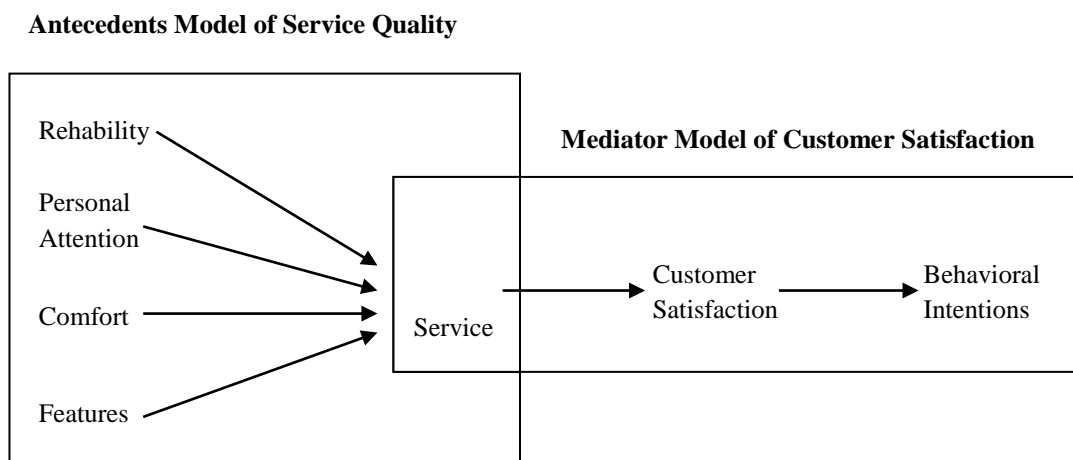 Antecedents Model of Service Quality
Rehability
Mediator Model of Customer Satisfaction
Personal
Attention
Customer
Satisfaction
Behavioral
Intentions
Comfort
Service
Features